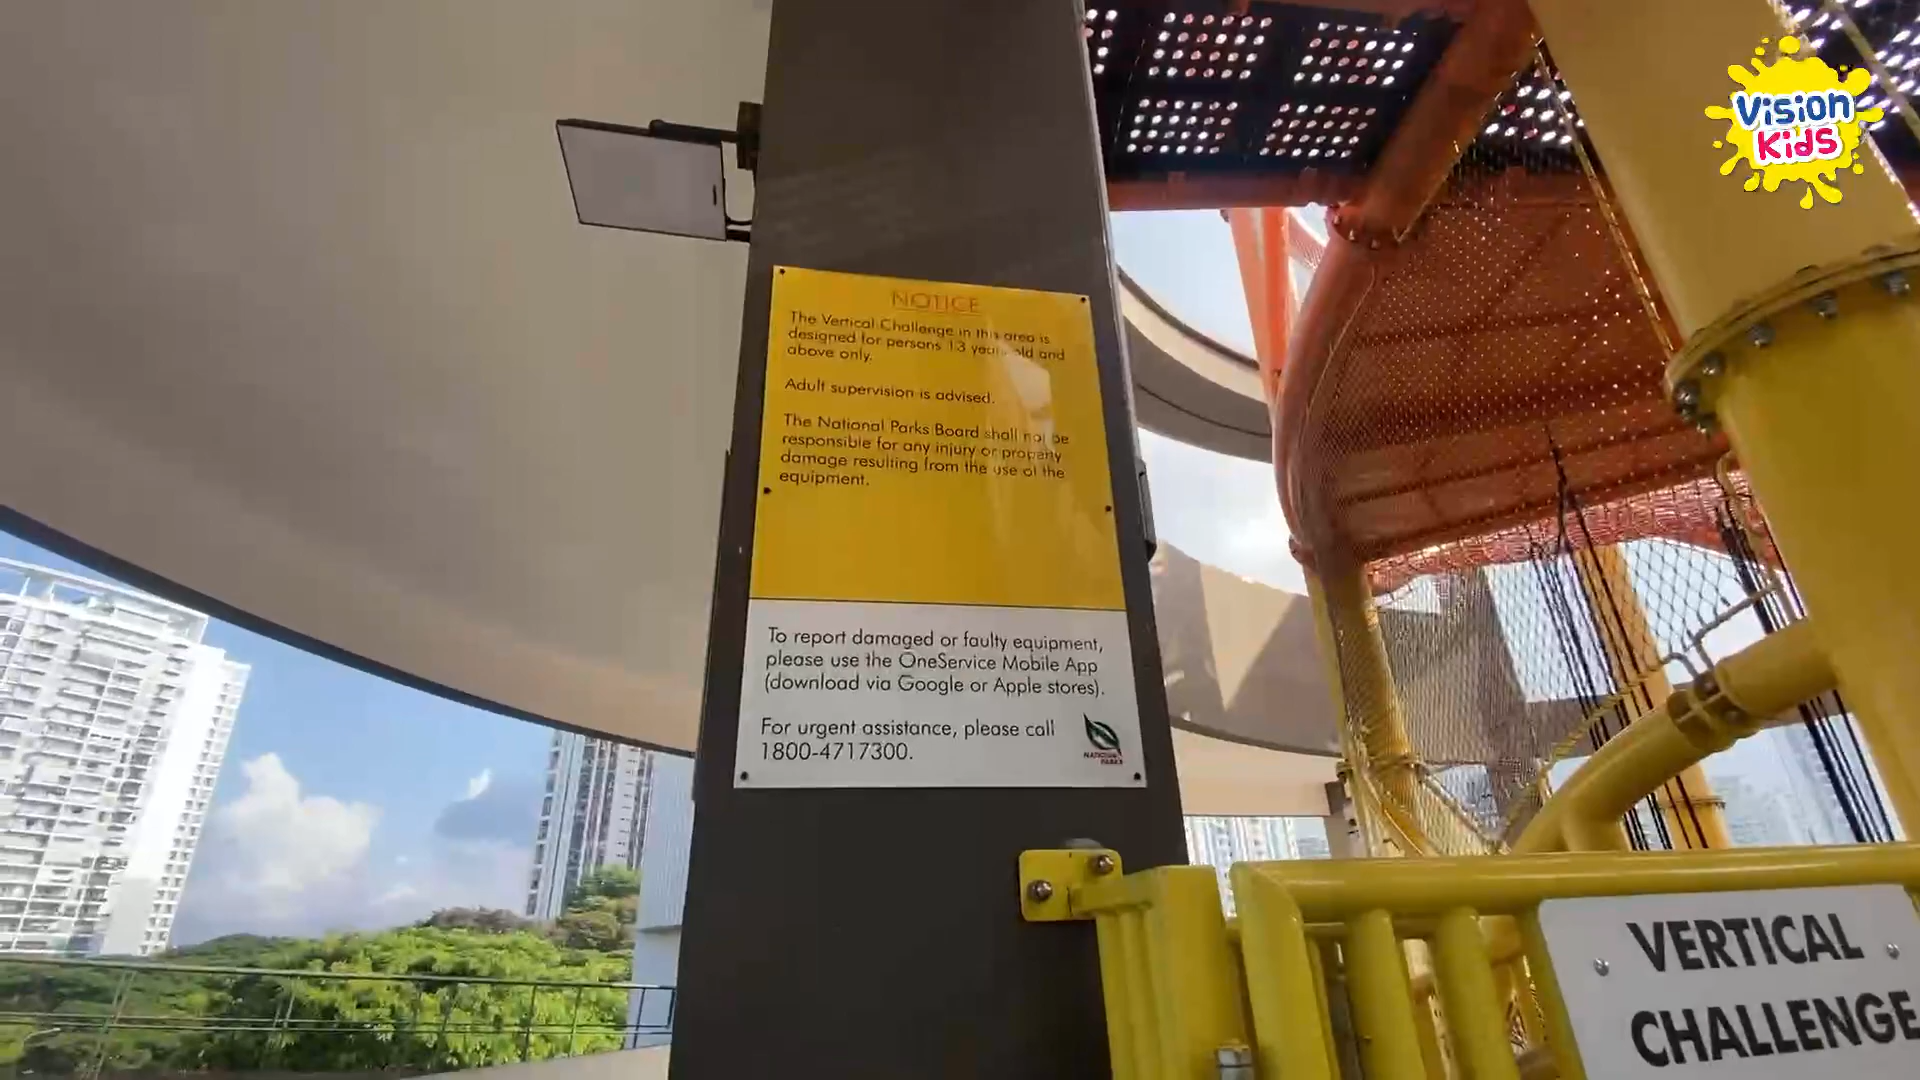 Vision
Kids
NOTICE
The Vertical Challenge in this area is
designed for persons 13 years old and
above only.
Adult supervision is advised.
The National Parks Board shall not be
responsible for any injury or property
damage resulting from the use of the
equipment.
To report damaged or faulty equipment,
please use the OneService Mobile App
(download via Google or Apple stores).
For urgent assistance, please call
1800-4717300.
NATIONAL
PARKS
VERTICAL
CHALLENGE